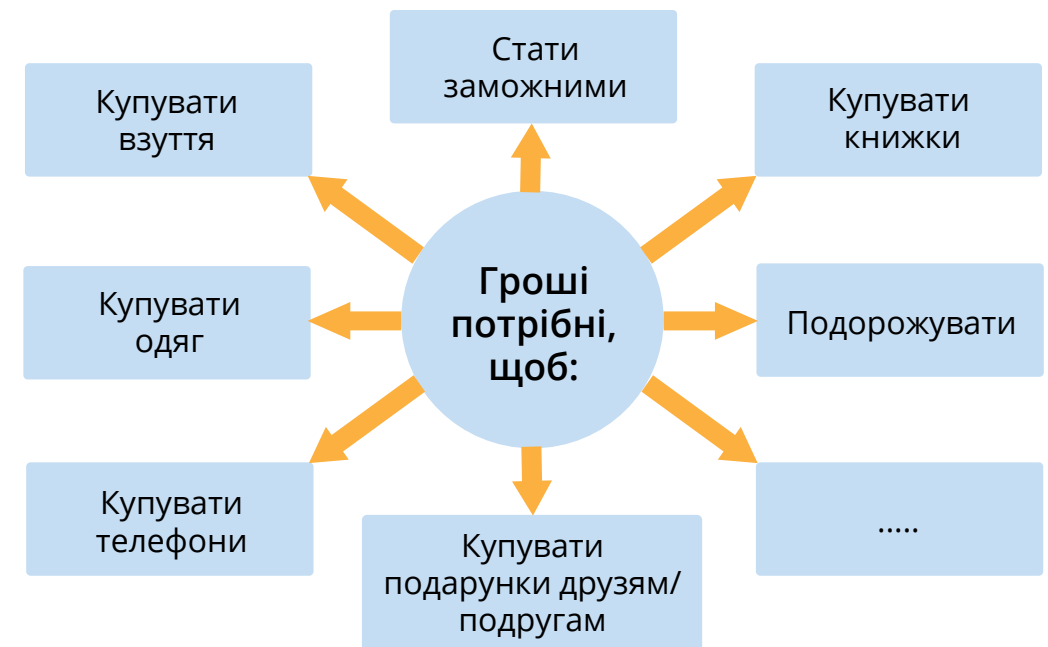 Стати
заможними
Купувати
взуття
Купувати
книжки
Гроші
потрібні,
щоб:
Купувати
одяг
Подорожувати
Купувати
телефони
Купувати
подарунки друзям/
подругам
.....